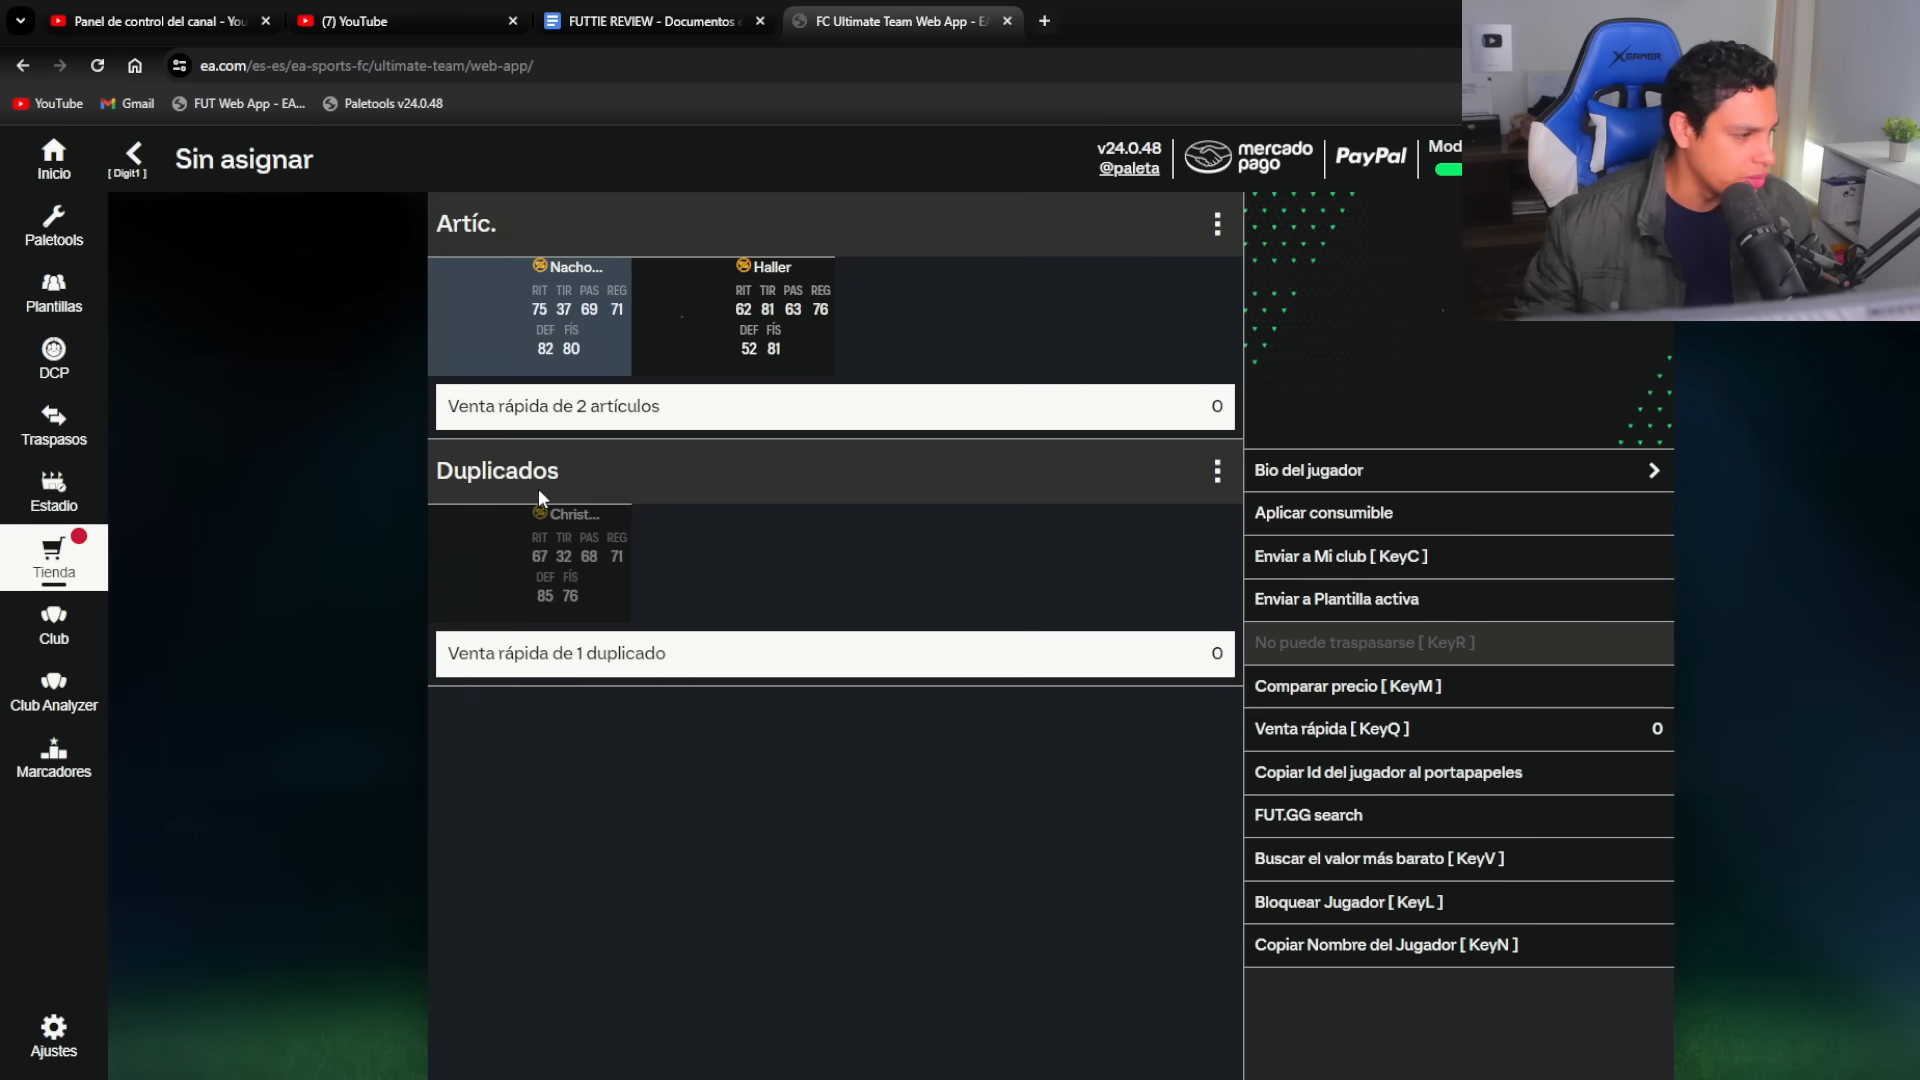 Panel de control del canal - You
(7) YouTube
FUTTIE REVIEW - Documentos
FC Ultimate Team Web App - EA
ea.com/es-es/ea-sports-fc/ultimate-team/web-app/
YouTube
Gmail
FUT Web App - EA...
Paletools v24.0.48
Inicio
[ Digit1 ]
Sin asignar
v24.0.48
@paleta
mercado
pago
PayPal
Mod
XGAMER
Paletools
Plantillas
DCP
Traspasos
Estadio
Tienda
Club
Club Analyzer
Marcadores
Ajustes
Artíc.
Nacho...
RIT TIR PAS REG
75 37 69 71
DEF FÍS
82 80
Haller
RIT TIR PAS REG
62 81 63 76
DEF FÍS
52 81
Venta rápida de 2 artículos 0
Duplicados
Christ...
RIT TIR PAS REG
67 32 68 71
DEF FÍS
85 76
Venta rápida de 1 duplicado 0
Bio del jugador
Aplicar consumible
Enviar a Mi club [ KeyC ]
Enviar a Plantilla activa
No puede traspasarse [ KeyR ]
Comparar precio [ KeyM ]
Venta rápida [ KeyQ ] 0
Copiar Id del jugador al portapapeles
FUT.GG search
Buscar el valor más barato [ KeyV ]
Bloquear Jugador [ KeyL ]
Copiar Nombre del Jugador [ KeyN ]